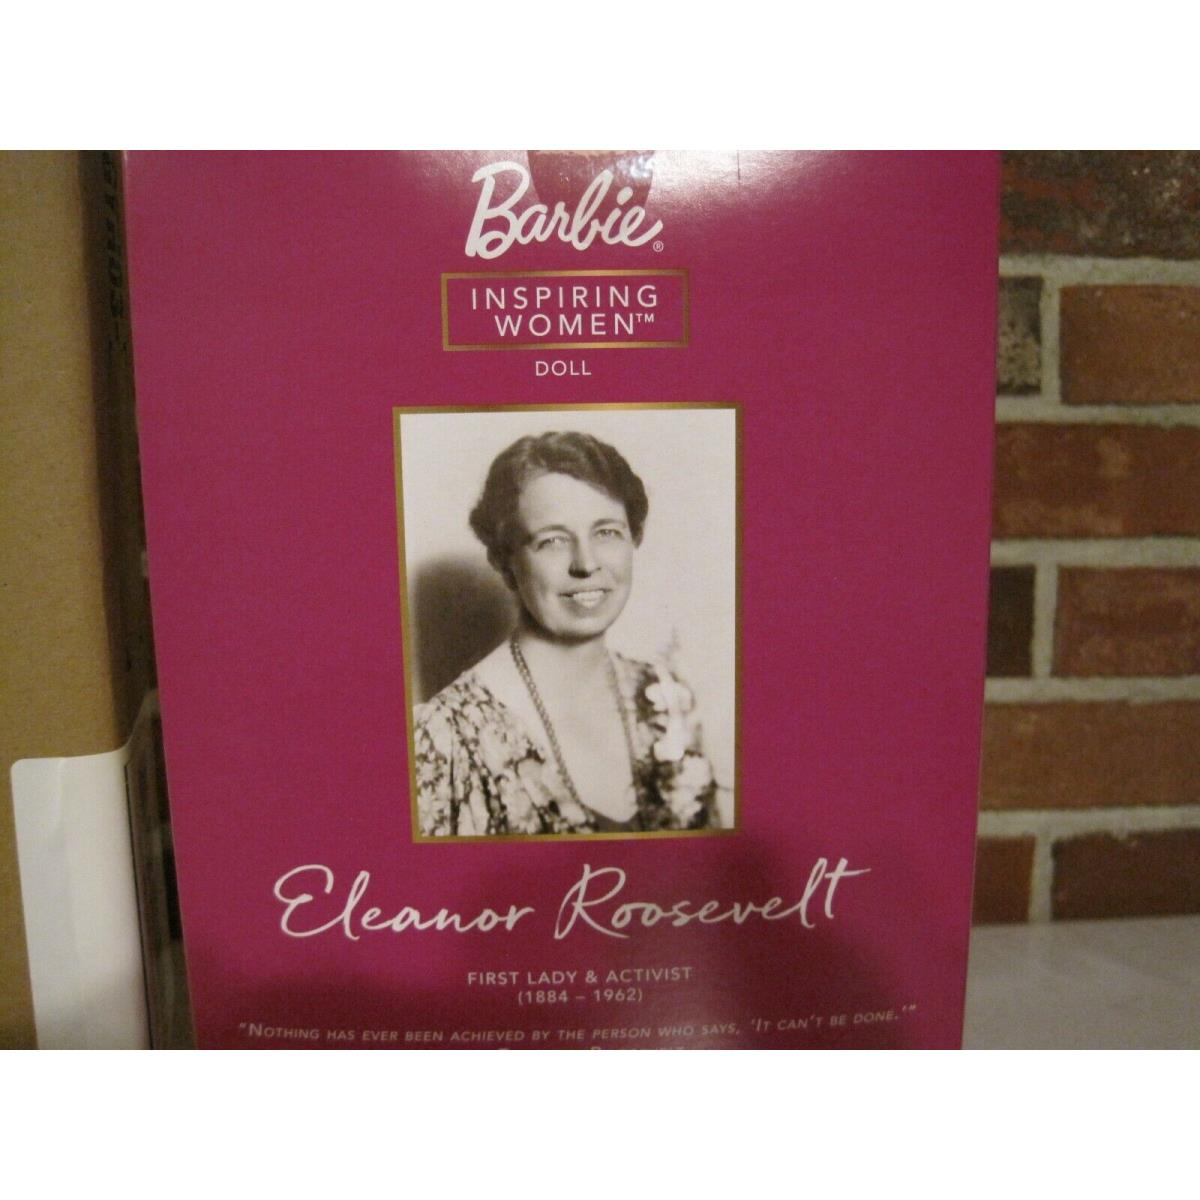 Barbie®
INSPIRING
WOMEN™
DOLL
Eleanor Roosevelt
FIRST LADY & ACTIVIST
(1884 – 1962)
"NOTHING HAS EVER BEEN ACHIEVED BY THE PERSON WHO SAYS, 'IT CAN'T BE DONE.'"